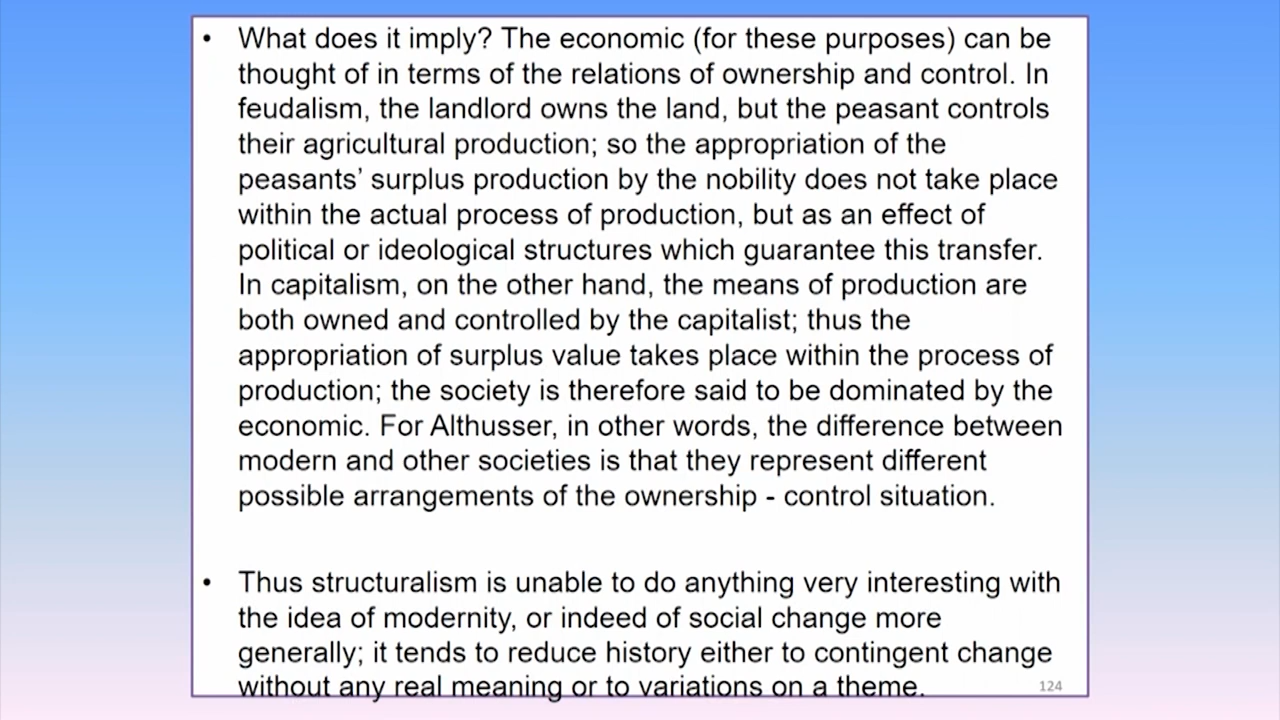 • What does it imply? The economic (for these purposes) can be
thought of in terms of the relations of ownership and control. In
feudalism, the landlord owns the land, but the peasant controls
their agricultural production; so the appropriation of the
peasants’ surplus production by the nobility does not take place
within the actual process of production, but as an effect of
political or ideological structures which guarantee this transfer.
In capitalism, on the other hand, the means of production are
both owned and controlled by the capitalist; thus the
appropriation of surplus value takes place within the process of
production; the society is therefore said to be dominated by the
economic. For Althusser, in other words, the difference between
modern and other societies is that they represent different
possible arrangements of the ownership - control situation.
• Thus structuralism is unable to do anything very interesting with
the idea of modernity, or indeed of social change more
generally; it tends to reduce history either to contingent change
without any real meaning or to variations on a theme.
124